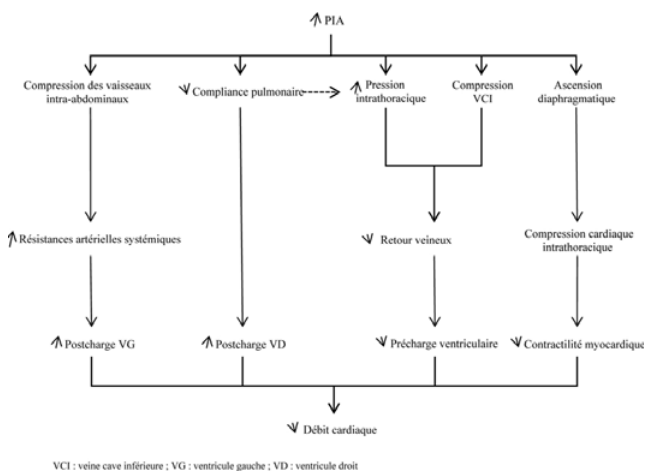 PIA
Compression des vaisseaux
intra-abdominaux
Compliance pulmonaire
Pression
intrathoracique
Compression
VCI
Ascension
diaphragmatique
Résistances artérielles systémiques
Retour veineux
Compression cardiaque
intrathoracique
Postcharge VG
Postcharge VD
Précharge ventriculaire
Contractilité myocardique
Débit cardiaque
VCI : veine cave inférieure ; VG : ventricule gauche ; VD : ventricule droit